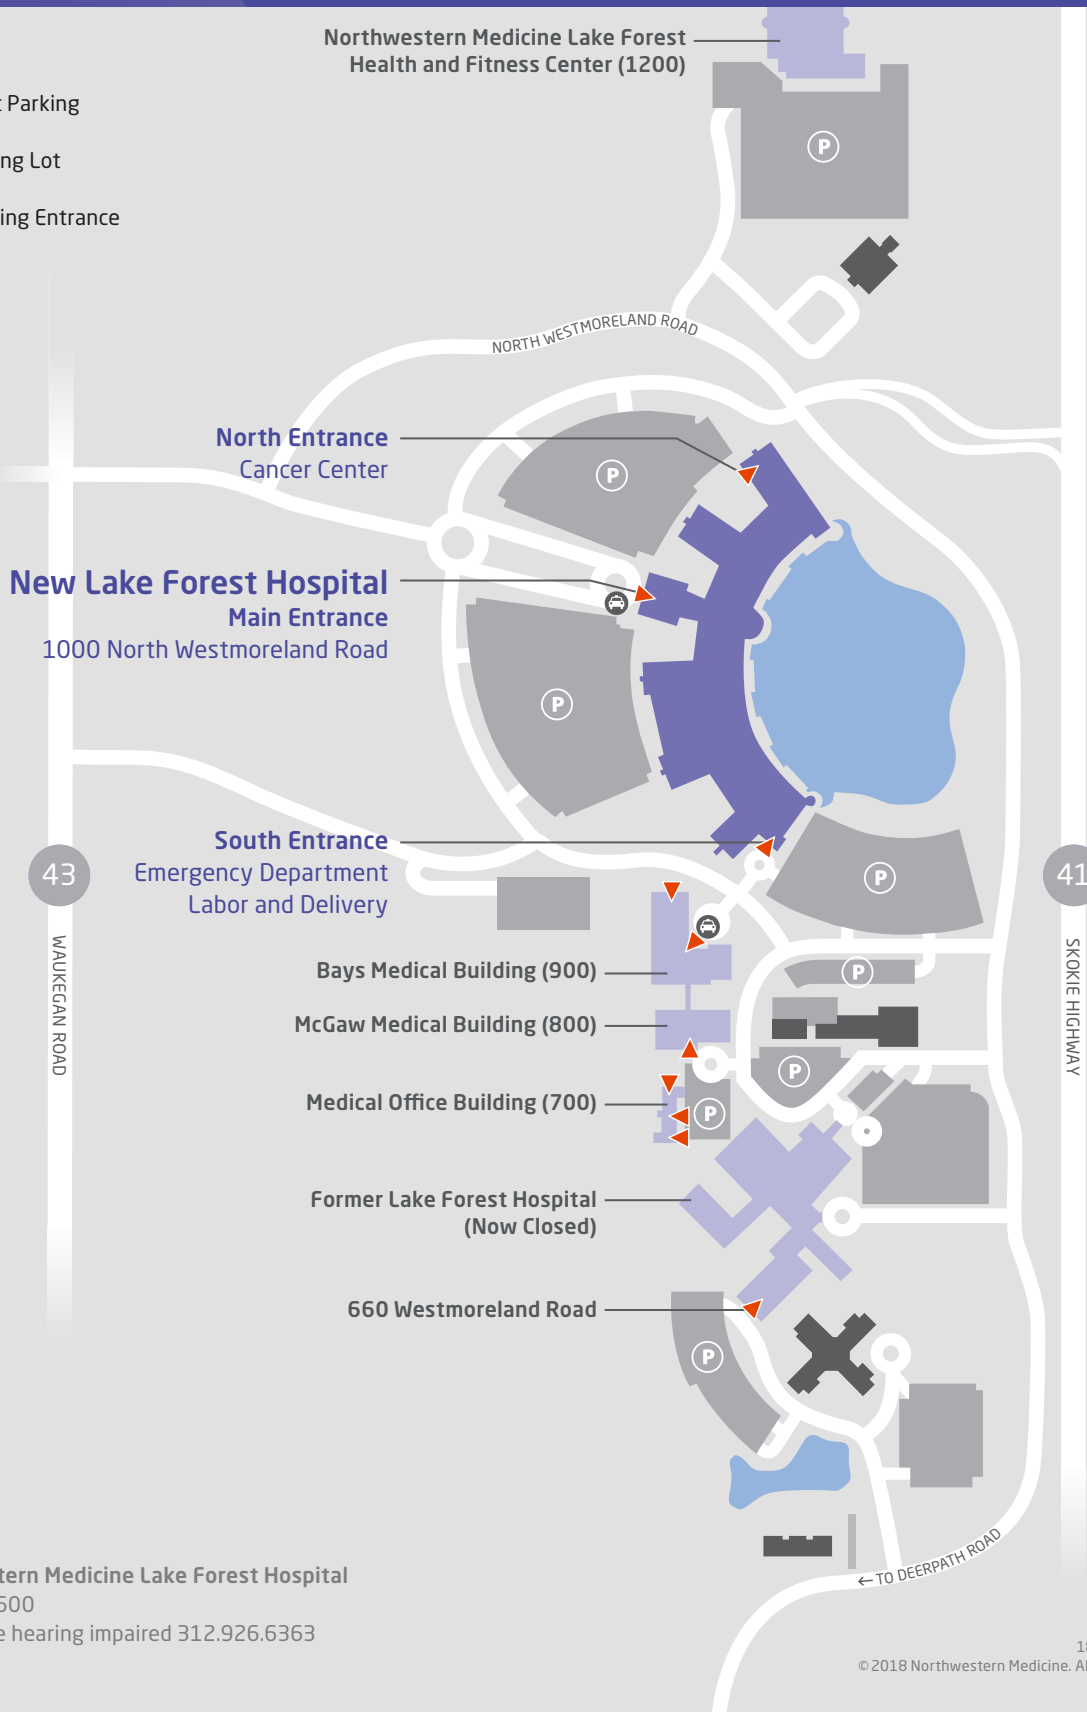 Northwestern Medicine Lake Forest
Health and Fitness Center (1200)
Parking
P
ng Lot
ing Entrance
NORTH WESTMORELAND ROAD
North Entrance
Cancer Center
P
New Lake Forest Hospital
Main Entrance
1000 North Westmoreland Road
P
South Entrance
Emergency Department
Labor and Delivery
43
P
41
WAUKEGAN ROAD
SKOKIE HIGHWAY
Bays Medical Building (900)
P
McGaw Medical Building (800)
P
Medical Office Building (700)
P
Former Lake Forest Hospital
(Now Closed)
660 Westmoreland Road
P
← TO DEERPATH ROAD
tern Medicine Lake Forest Hospital
600
e hearing impaired 312.926.6363
18
©2018 Northwestern Medicine. Al